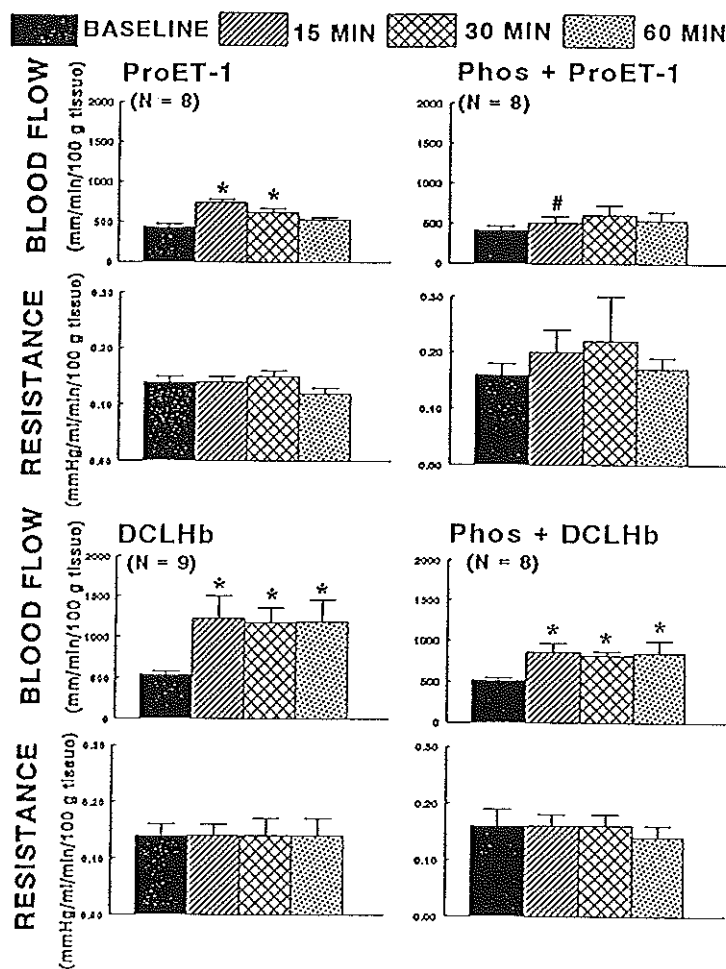 BASELINE 15 MIN 30 MIN 60 MIN
ProET-1
(N = 8)
Phos + ProET-1
(N = 8)
BLOOD FLOW
(mm/min/100 g tissuo)
2000
1500
1000
500
0
* *
2000
1500
1000
500
0
#
RESISTANCE
(mmHg/ml/min/100 g tissuo)
0.30
0.20
0.10
0.00
0.30
0.20
0.10
0.00
DCLHb
(N = 9)
Phos + DCLHb
(N = 8)
BLOOD FLOW
(mm/min/100 g tissuo)
2000
1500
1000
500
0
* * *
2000
1500
1000
500
0
* * *
RESISTANCE
(mmHg/ml/min/100 g tissuo)
0.30
0.20
0.10
0.00
0.30
0.20
0.10
0.00